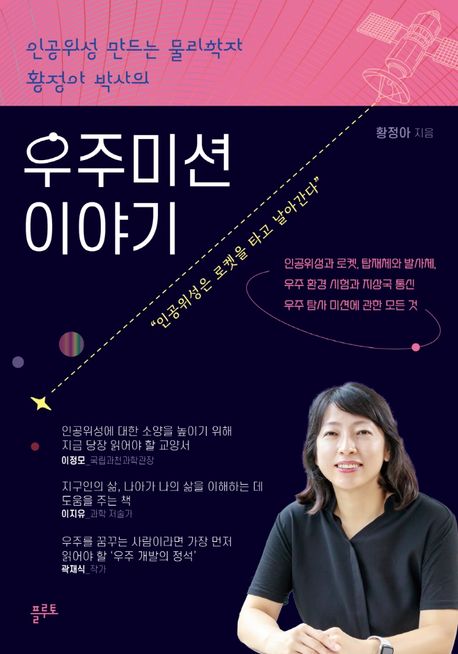 인공위성 만드는 물리학자
황정아 박사의
황정아 지음
우주미션
이야기
“인공위성은 로켓을 타고 날아간다”
인공위성과 로켓, 탑재체와 발사체,
우주 환경 시험과 지상국 통신
우주 탐사 미션에 관한 모든 것
인공위성에 대한 소양을 높이기 위해
지금 당장 읽어야 할 교양서
이정모_국립과천과학관장
지구인의 삶, 나아가 나의 삶을 이해하는 데
도움을 주는 책
이지유_과학 저술가
우주를 꿈꾸는 사람이라면 가장 먼저
읽어야 할 ‘우주 개발의 정석’
곽재식_작가
플루토